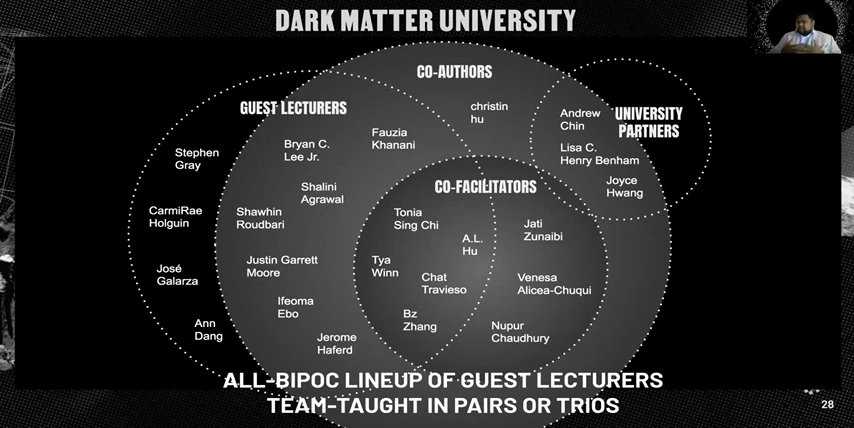 DARK MATTER UNIVERSITY
CO-AUTHORS
GUEST LECTURERS
christin
hu
Andrew
Chin
UNIVERSITY
PARTNERS
Fauzia
Khanani
Bryan C.
Lee Jr.
Stephen
Gray
Lisa C.
Henry Benham
Joyce
Hwang
CO-FACILITATORS
Shalini
Agrawal
CarmiRae
Holguin
Shawhin
Roudbari
Tonia
Sing Chi
Jati
Zunaibi
A.L.
Hu
Justin Garrett
Moore
Tya
Winn
José
Galarza
Chat
Travieso
Venesa
Alicea-Chuqui
Ifeoma
Ebo
Bz
Zhang
Ann
Dang
Nupur
Chaudhury
Jerome
Haferd
ALL-BIPOC LINEUP OF GUEST LECTURERS
TEAM-TAUGHT IN PAIRS OR TRIOS
28